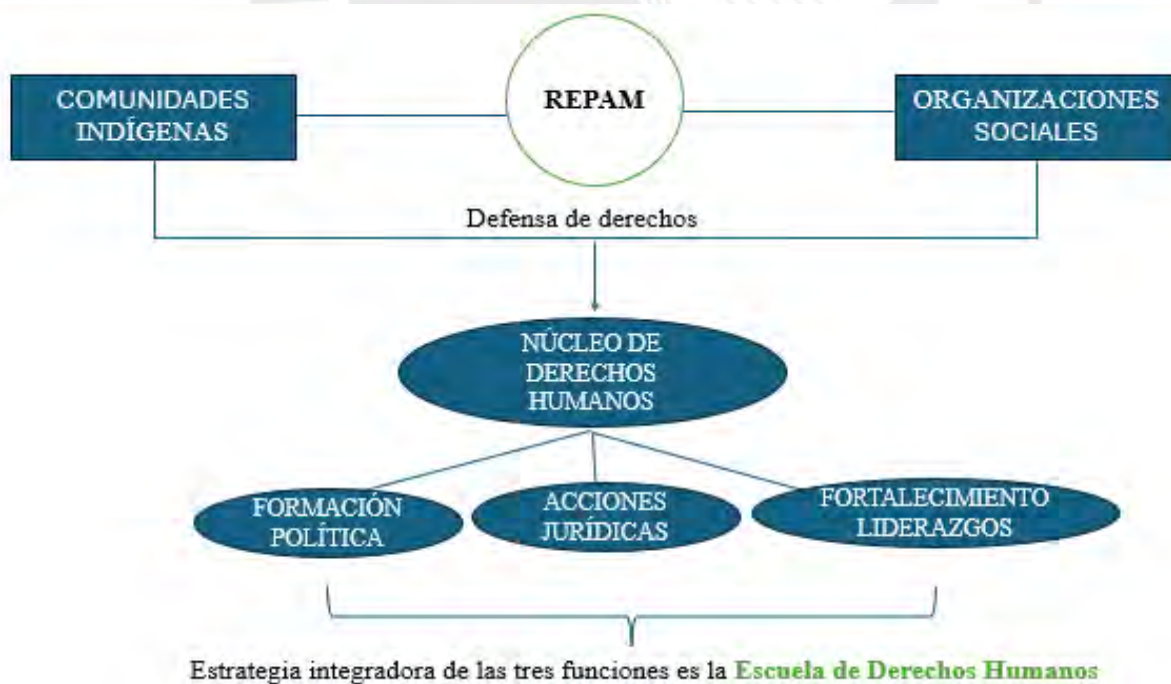 COMUNIDADES
INDÍGENAS
REPAM
ORGANIZACIONES
SOCIALES
Defensa de derechos
NÚCLEO DE
DERECHOS
HUMANOS
FORMACIÓN
POLÍTICA
ACCIONES
JURÍDICAS
FORTALECIMIENTO
LIDERAZGOS
Estrategia integradora de las tres funciones es la Escuela de Derechos Humanos